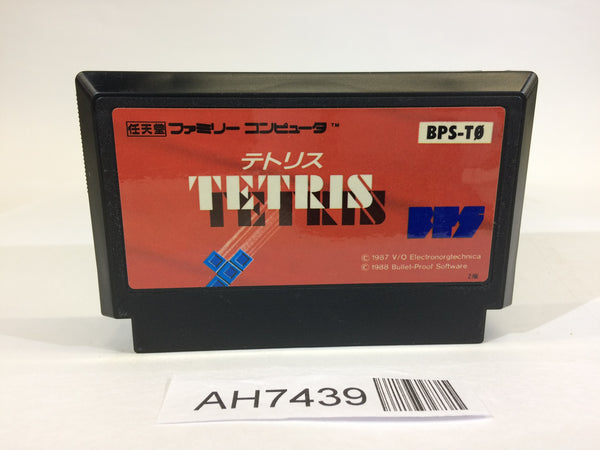 任天堂 ファミリー コンピュータ™
BPS-TØ
テトリス
TETRIS
BPS
© 1987 V/O Electronorgtechnica
© 1988 Bullet-Proof Software
AH7439